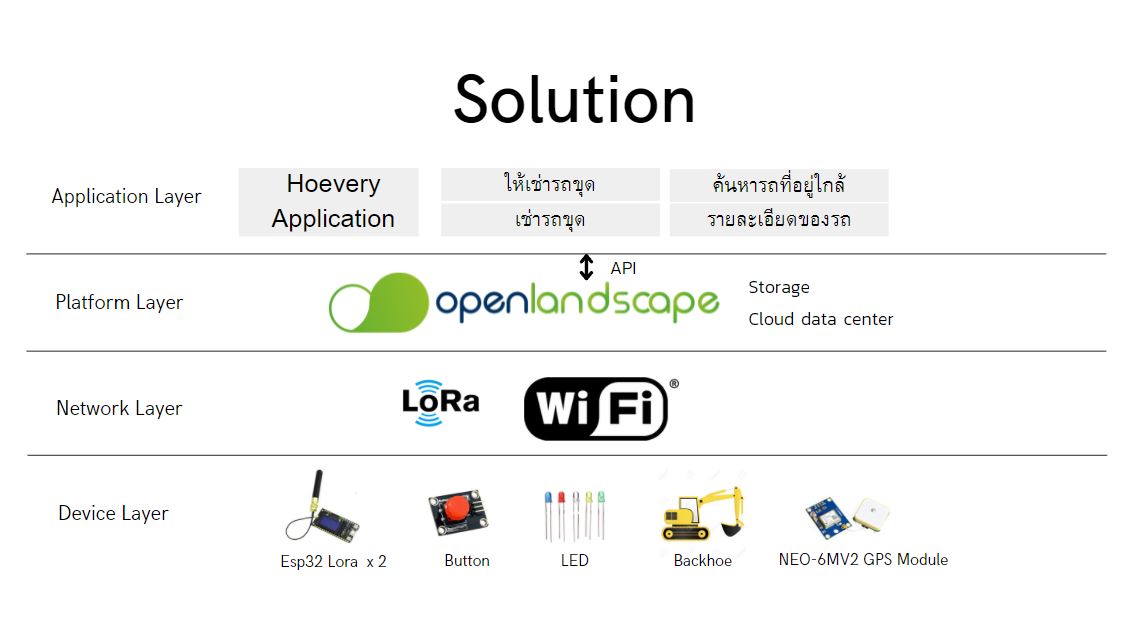 Solution
Application Layer
Hoevery
Application
ให้เช่ารถขุด
เช่ารถขุด
ค้นหารถที่อยู่ใกล้
รายละเอียดของรถ
API
Platform Layer
openlandscape
Storage
Cloud data center
Network Layer
LoRa
Wi Fi ®
Device Layer
Esp32 Lora x 2
Button
LED
Backhoe
NEO-6MV2 GPS Module